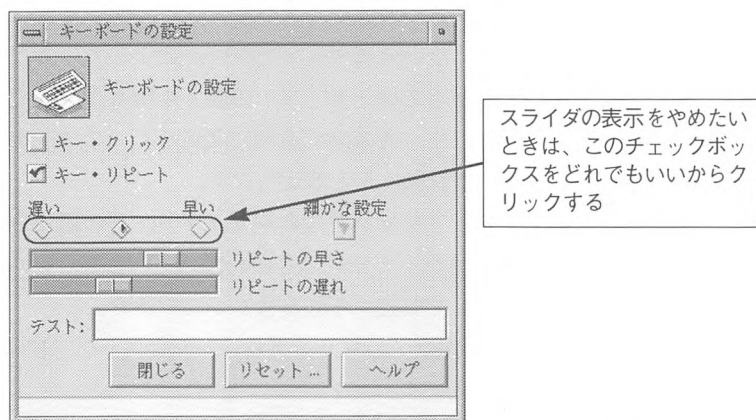 キーボードの設定
キーボードの設定
キー・クリック
キー・リピート
遅い 早い 細かな設定
リピートの早さ
リピートの遅れ
テスト:
閉じる リセット... ヘルプ
スライダの表示をやめたい
ときは、このチェックボッ
クスをどれでもいいからク
リックする